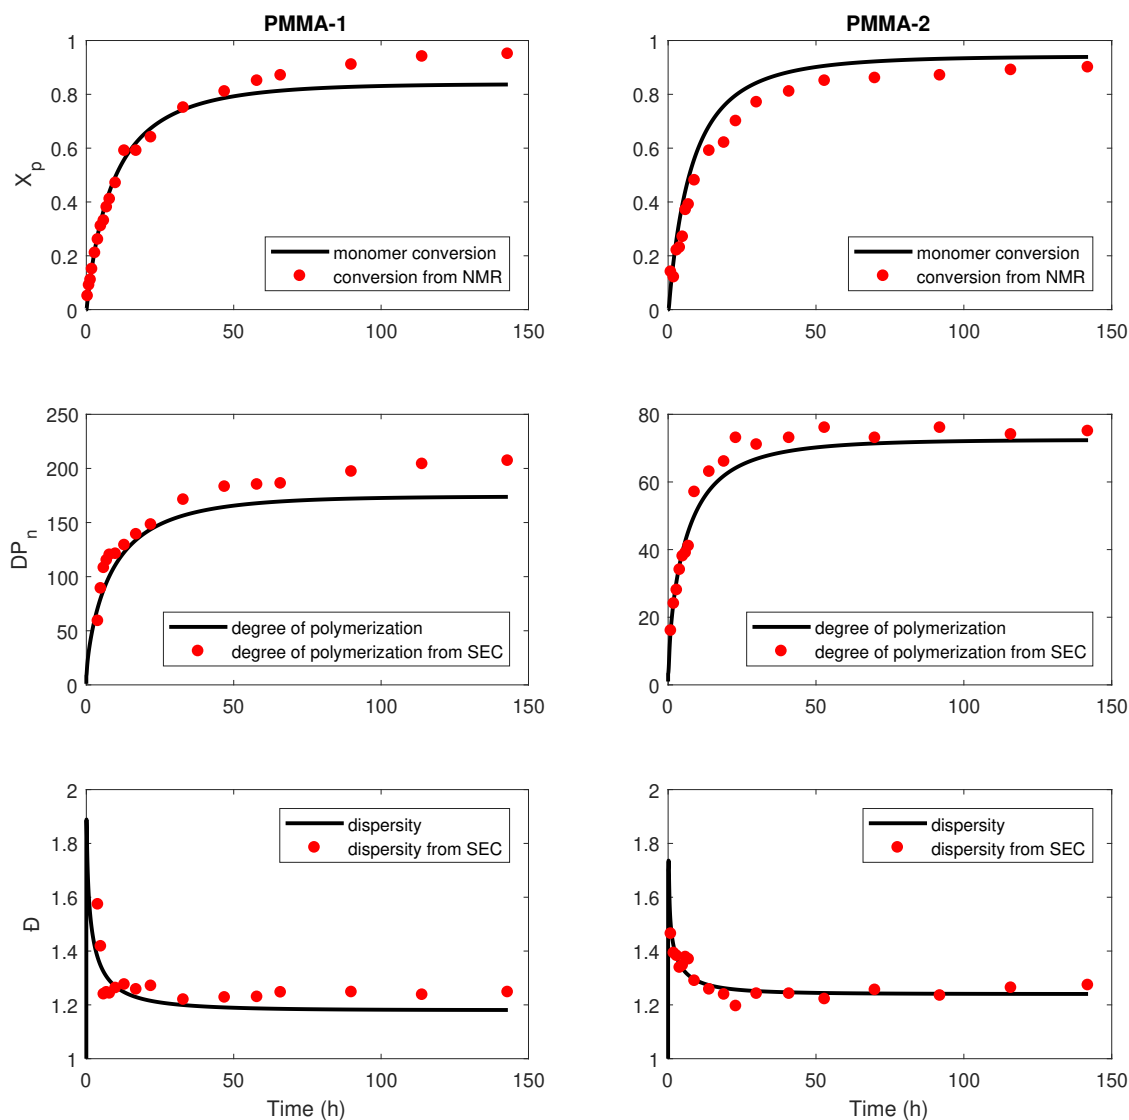 PMMA-1
PMMA-2
1
0.8
0.6
0.4
0.2
0
X_p
monomer conversion
conversion from NMR
0 50 100 150
Time (h)
1
0.8
0.6
0.4
0.2
0
monomer conversion
conversion from NMR
0 50 100 150
250
200
150
100
50
0
DP_n
degree of polymerization
degree of polymerization from SEC
0 50 100 150
80
60
40
20
0
degree of polymerization
degree of polymerization from SEC
0 50 100 150
2
1.8
1.6
1.4
1.2
1
Đ
dispersity
dispersity from SEC
0 50 100 150
Time (h)
2
1.8
1.6
1.4
1.2
1
dispersity
dispersity from SEC
0 50 100 150
Time (h)